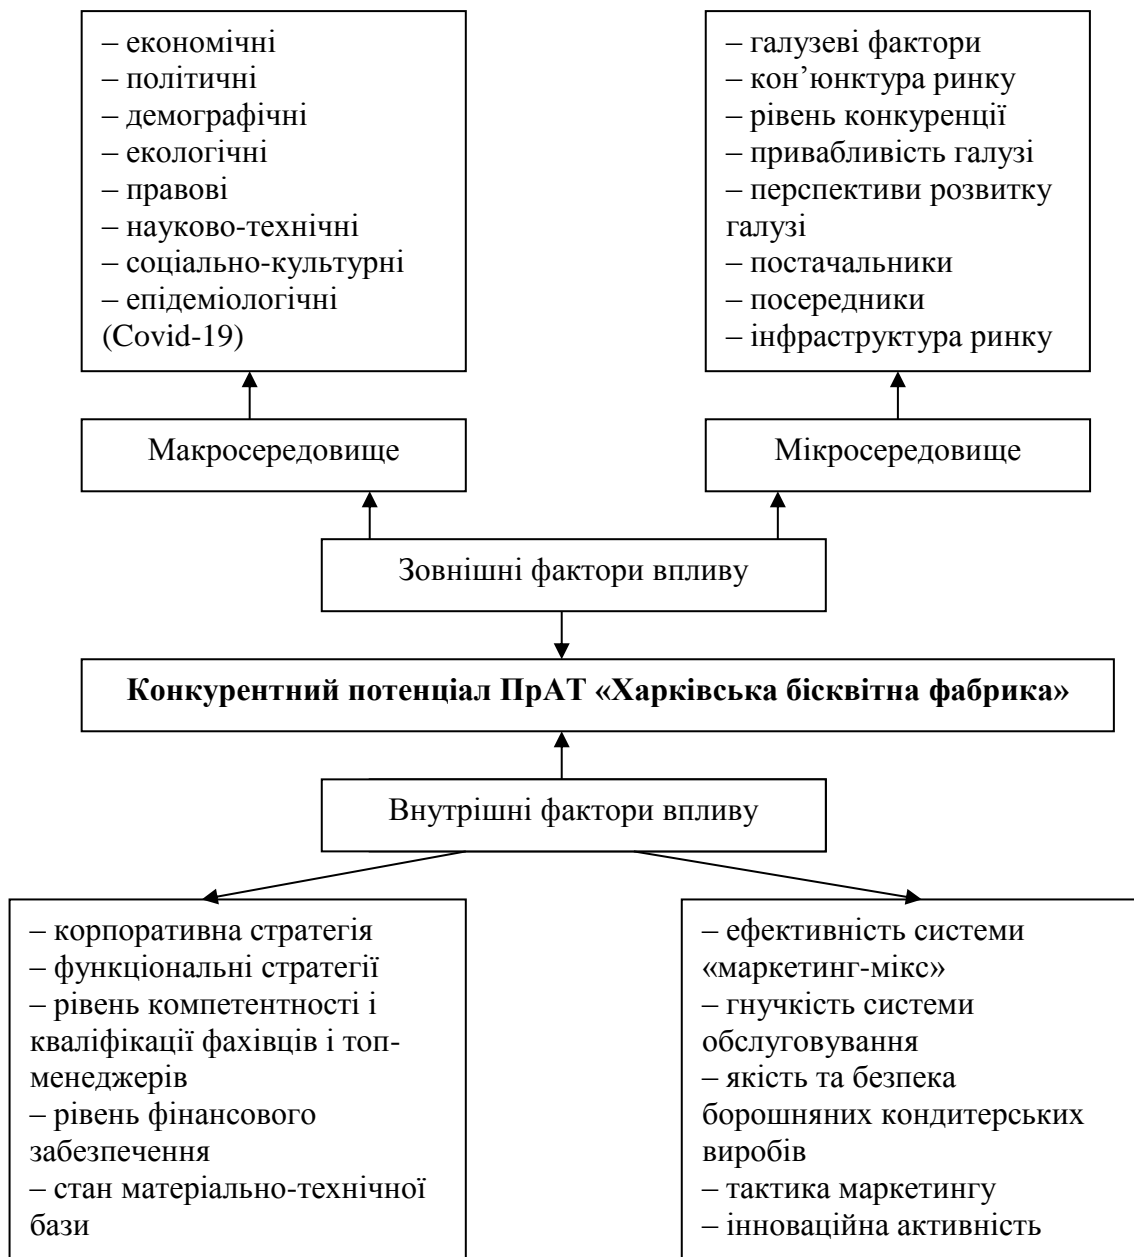 – економічні
– політичні
– демографічні
– екологічні
– правові
– науково-технічні
– соціально-культурні
– епідеміологічні
(Covid-19)
– галузеві фактори
– кон’юнктура ринку
– рівень конкуренції
– привабливість галузі
– перспективи розвитку
галузі
– постачальники
– посередники
– інфраструктура ринку
Макросередовище
Мікросередовище
Зовнішні фактори впливу
Конкурентний потенціал ПрАТ «Харківська бісквітна фабрика»
Внутрішні фактори впливу
– корпоративна стратегія
– функціональні стратегії
– рівень компетентності і
кваліфікації фахівців і топ-
менеджерів
– рівень фінансового
забезпечення
– стан матеріально-технічної
бази
– ефективність системи
«маркетинг-мікс»
– гнучкість системи
обслуговування
– якість та безпека
борошняних кондитерських
виробів
– тактика маркетингу
– інноваційна активність